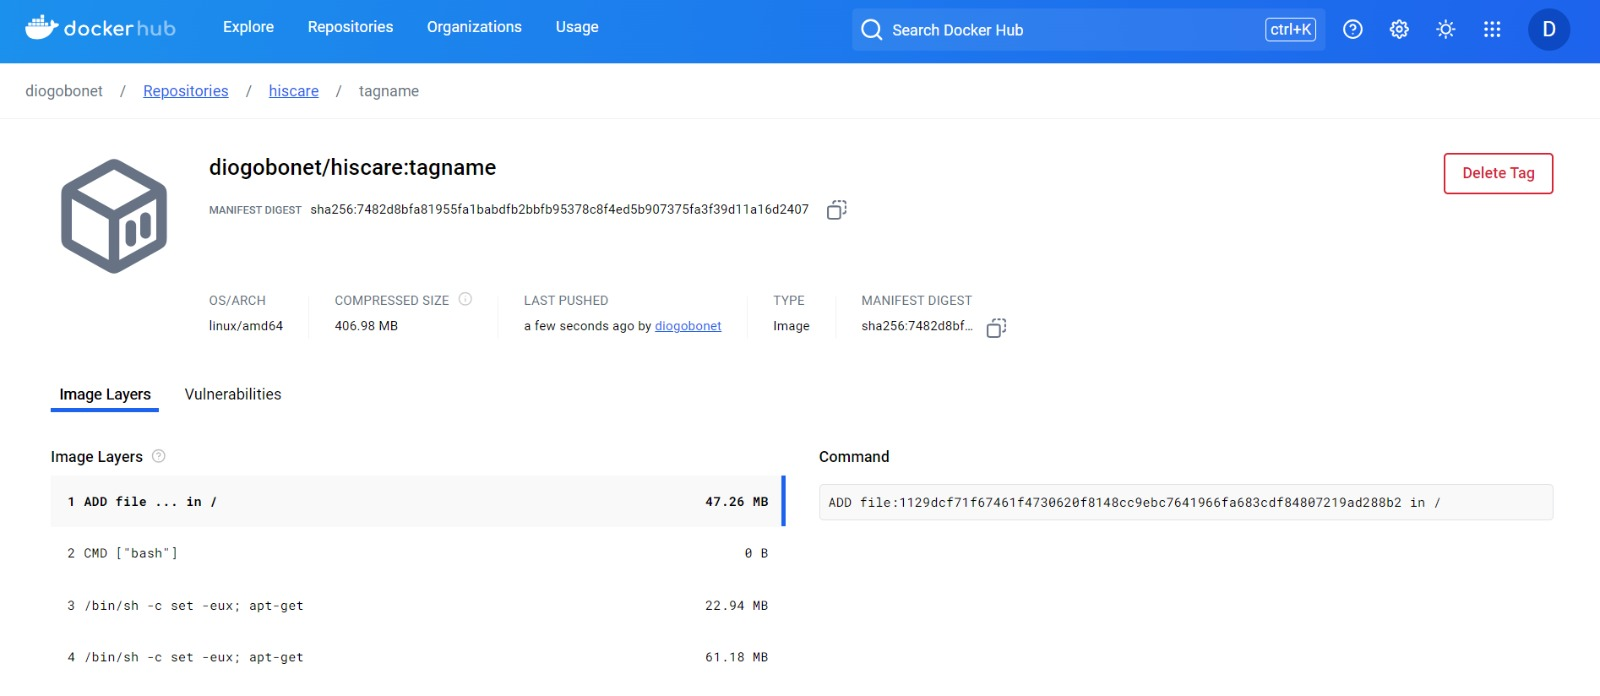 dockerhub Explore Repositories Organizations Usage Search Docker Hub ctrl+K D
diogobonet / Repositories / hiscare / tagname
diogobonet/hiscare:tagname
Delete Tag
MANIFEST DIGEST sha256:7482d8bfa81955fa1babdfb2bbfb95378c8f4ed5b907375fa3f39d11a16d2407
OS/ARCH COMPRESSED SIZE LAST PUSHED TYPE MANIFEST DIGEST
linux/amd64 406.98 MB a few seconds ago by diogobonet Image sha256:7482d8bf...
Image Layers Vulnerabilities
Image Layers Command
1 ADD file ... in / 47.26 MB ADD file:1129dcf71f67461f4730620f8148cc9ebc7641966fa683cdf84807219ad288b2 in /
2 CMD ["bash"] 0 B
3 /bin/sh -c set -eux; apt-get 22.94 MB
4 /bin/sh -c set -eux; apt-get 61.18 MB